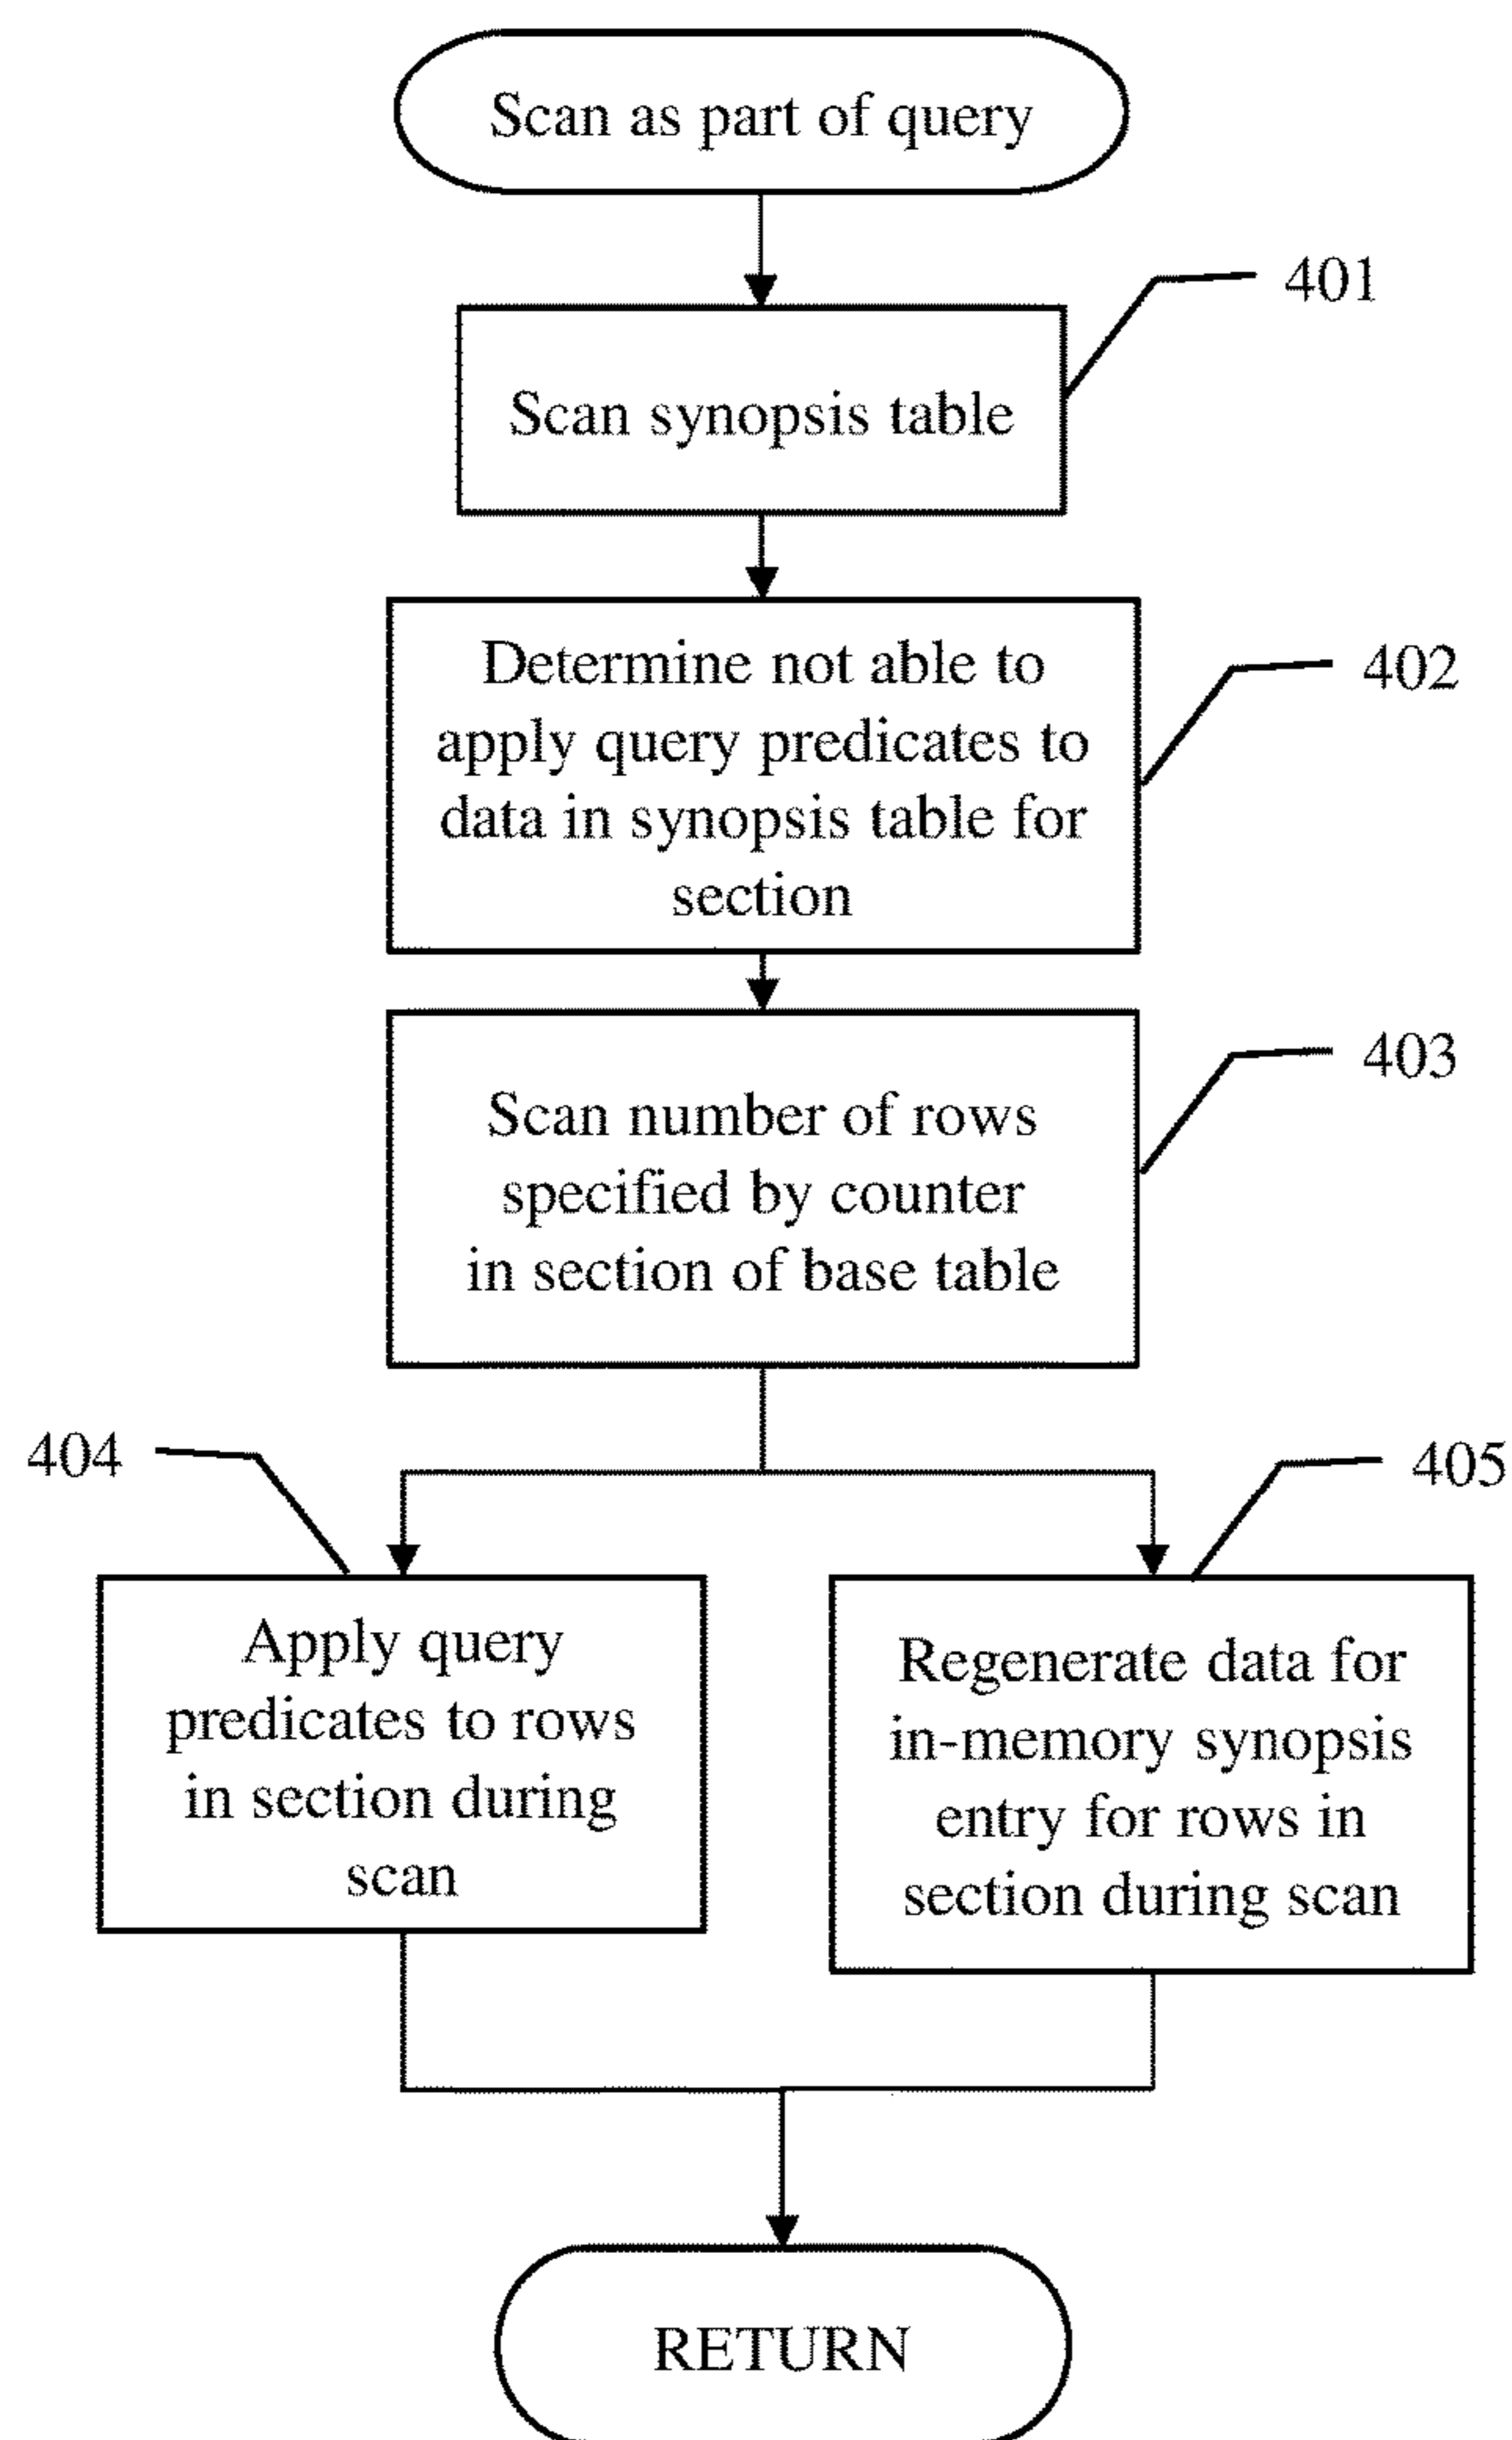 Scan as part of query
401
Scan synopsis table
402
Determine not able to
apply query predicates to
data in synopsis table for
section
403
Scan number of rows
specified by counter
in section of base table
404
405
Apply query
predicates to rows
in section during
scan
Regenerate data for
in-memory synopsis
entry for rows in
section during scan
RETURN